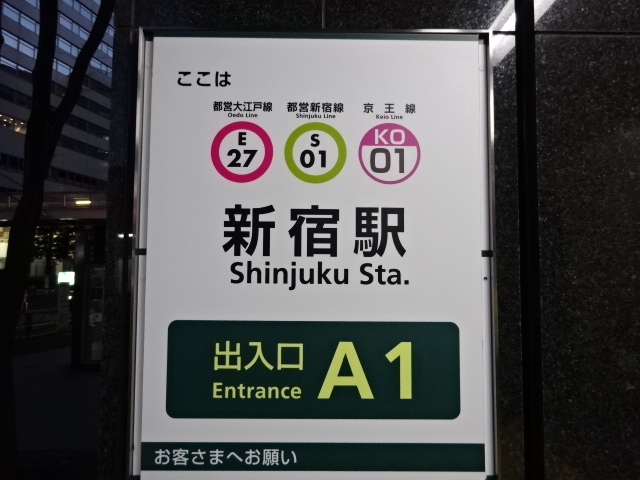 ここは
都営大江戸線 都営新宿線 京王線
Oedo Line Shinjuku Line Keio Line
E S KO
27 01 01
新宿駅
Shinjuku Sta.
出入口 A1
Entrance
お客さまへお願い